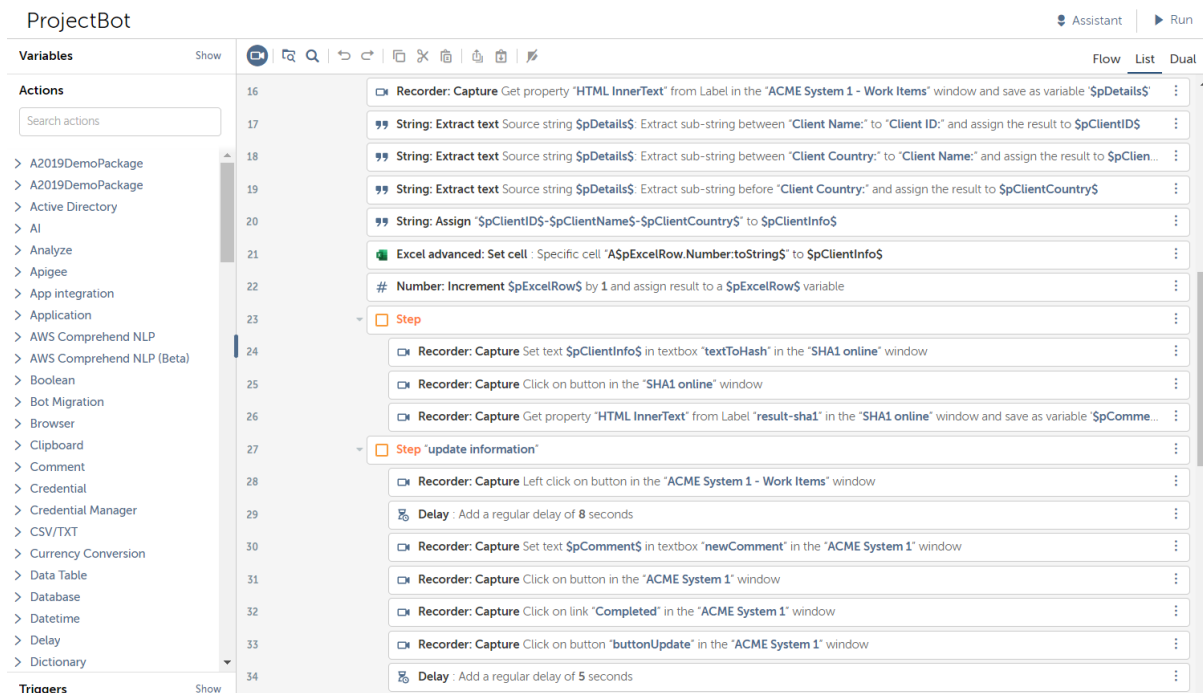 ProjectBot
Assistant
Run
Variables
Show
Flow
List
Dual
Actions
Search actions
A2019DemoPackage
A2019DemoPackage
Active Directory
AI
Analyze
Apigee
App integration
Application
AWS Comprehend NLP
AWS Comprehend NLP (Beta)
Boolean
Bot Migration
Browser
Clipboard
Comment
Credential
Credential Manager
CSV/TXT
Currency Conversion
Data Table
Database
Datetime
Delay
Dictionary
Triggers
Show
16 Recorder: Capture Get property "HTML InnerText" from Label in the "ACME System 1 - Work Items" window and save as variable '$pDetails$'
17 String: Extract text Source string $pDetails$: Extract sub-string between "Client Name:" to "Client ID:" and assign the result to $pClientID$
18 String: Extract text Source string $pDetails$: Extract sub-string between "Client Country:" to "Client Name:" and assign the result to $pClien...
19 String: Extract text Source string $pDetails$: Extract sub-string before "Client Country:" and assign the result to $pClientCountry$
20 String: Assign "$pClientID$-$pClientName$-$pClientCountry$" to $pClientInfo$
21 Excel advanced: Set cell : Specific cell "A$pExcelRow.Number:toString$" to $pClientInfo$
22 # Number: Increment $pExcelRow$ by 1 and assign result to a $pExcelRow$ variable
23 Step
24 Recorder: Capture Set text $pClientInfo$ in textbox "textToHash" in the "SHA1 online" window
25 Recorder: Capture Click on button in the "SHA1 online" window
26 Recorder: Capture Get property "HTML InnerText" from Label "result-sha1" in the "SHA1 online" window and save as variable '$pComme...
27 Step "update information"
28 Recorder: Capture Left click on button in the "ACME System 1 - Work Items" window
29 Delay : Add a regular delay of 8 seconds
30 Recorder: Capture Set text $pComment$ in textbox "newComment" in the "ACME System 1" window
31 Recorder: Capture Click on button in the "ACME System 1" window
32 Recorder: Capture Click on link "Completed" in the "ACME System 1" window
33 Recorder: Capture Click on button "buttonUpdate" in the "ACME System 1" window
34 Delay : Add a regular delay of 5 seconds